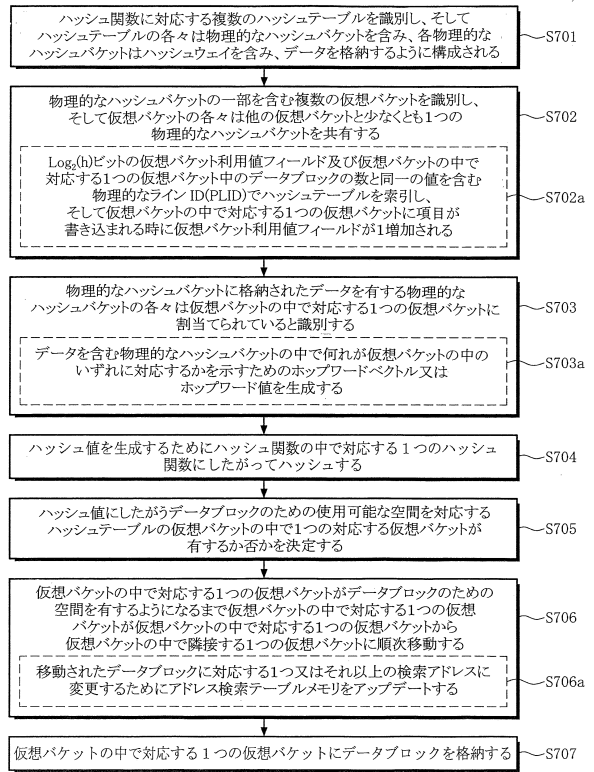 ハッシュ関数に対応する複数のハッシュテーブルを識別し、そして
ハッシュテーブルの各々は物理的なハッシュバケットを含み、各物理的な
ハッシュバケットはハッシュウェイを含み、データを格納するように構成される
S701
物理的なハッシュバケットの一部を含む複数の仮想バケットを識別し、
そして仮想バケットの各々は他の仮想バケットと少なくとも1つの
物理的なハッシュバケットを共有する
S702
Log₂(h)ビットの仮想バケット利用値フィールド及び仮想バケットの中で
対応する1つの仮想バケット中のデータブロックの数と同一の値を含む
物理的なラインID(PLID)でハッシュテーブルを索引し、
そして仮想バケットの中で対応する1つの仮想バケットに項目が
書き込まれる時に仮想バケット利用値フィールドが1増加される
S702a
物理的なハッシュバケットに格納されたデータを有する物理的な
ハッシュバケットの各々は仮想バケットの中で対応する1つの仮想バケットに
割当てられていると識別する
S703
データを含む物理的なハッシュバケットの中で何れが仮想バケットの中の
いずれに対応するかを示すためのホップワードベクトル又は
ホップワード値を生成する
S703a
ハッシュ値を生成するためにハッシュ関数の中で対応する1つのハッシュ
関数にしたがってハッシュする
S704
ハッシュ値にしたがうデータブロックのための使用可能な空間を対応する
ハッシュテーブルの仮想バケットの中で1つの対応する仮想バケットが
有するか否かを決定する
S705
仮想バケットの中で対応する1つの仮想バケットがデータブロックのための
空間を有するようになるまで仮想バケットの中で対応する1つの仮想
バケットが仮想バケットの中で対応する1つの仮想バケットから
仮想バケットの中で隣接する1つの仮想バケットに順次移動する
S706
移動されたデータブロックに対応する1つ又はそれ以上の検索アドレスに
変更するためにアドレス検索テーブルメモリをアップデートする
S706a
仮想バケットの中で対応する1つの仮想バケットにデータブロックを格納する
S707